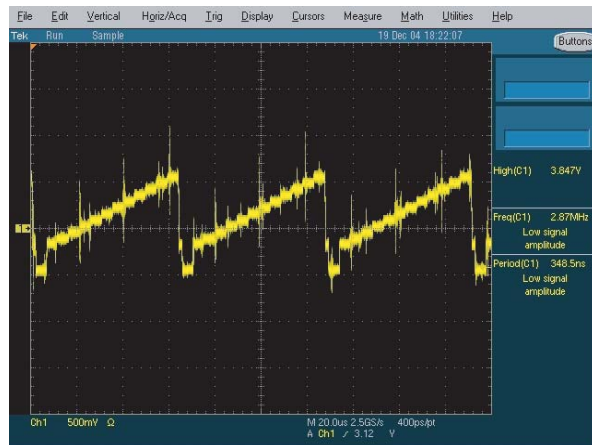 File Edit Vertical Horiz/Acq Trig Display Cursors Measure Math Utilities Help
Tek Run Sample 19 Dec 04 18:22:07 Buttons
High(C1) 3.847V
1
Freq(C1) 2.87MHz
Low signal
amplitude
Period(C1) 348.5ns
Low signal
amplitude
Ch1 500mV Ω M 20.0us 2.5GS/s 400ps/pt
A Ch1 / 3.12 V